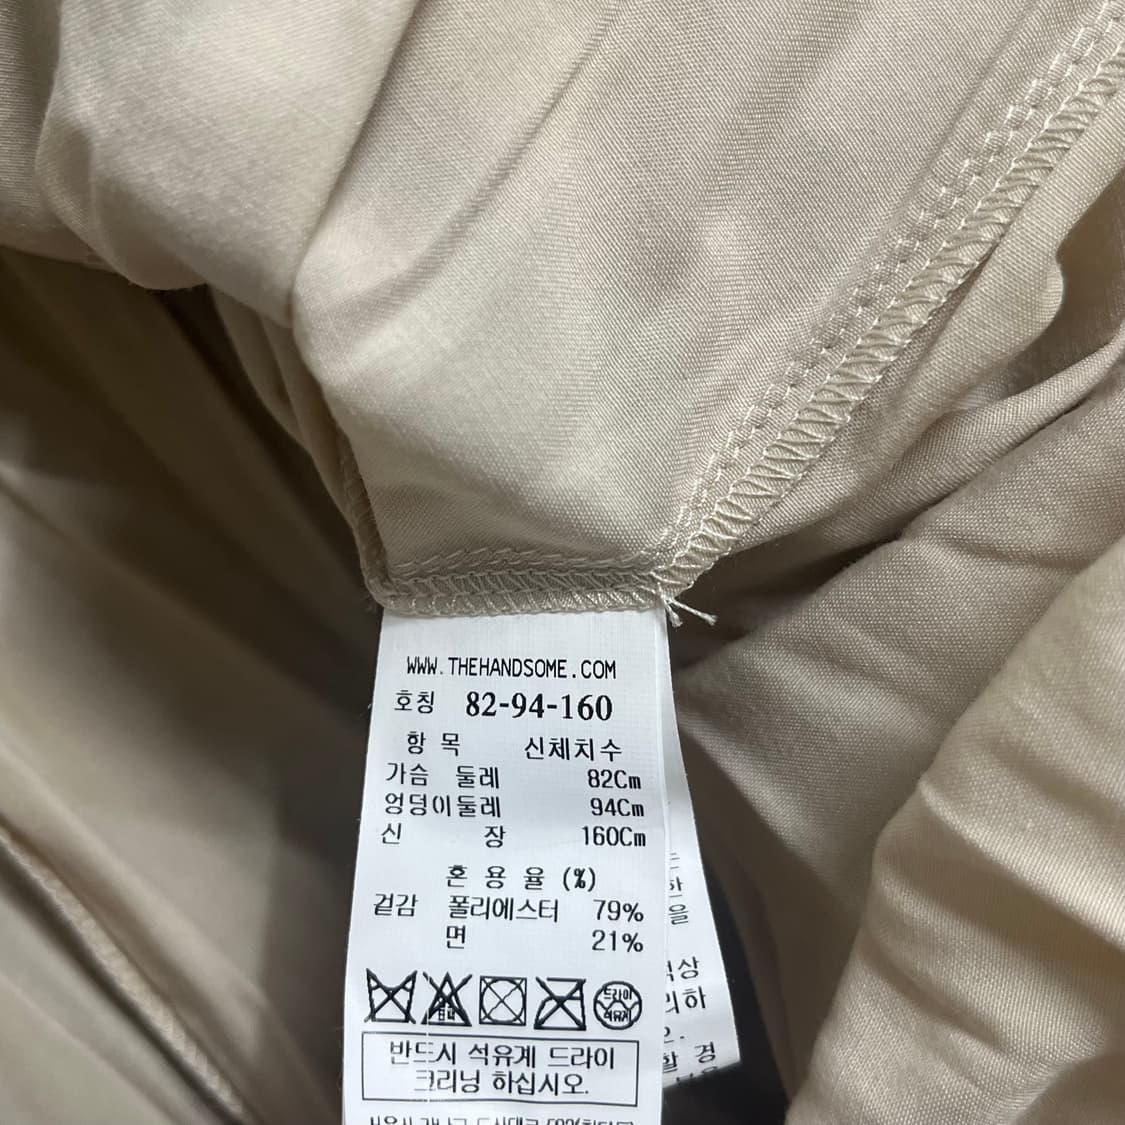 WWW.THEHANDSOME.COM
호칭 82-94-160
항 목 신체치수
가슴 둘레 82Cm
엉덩이둘레 94Cm
신 장 160Cm
혼 용 율 (%)
겉감 폴리에스터 79%
면 21%
표백
드라이
석유계
반드시 석유계 드라이
크리닝 하십시오.